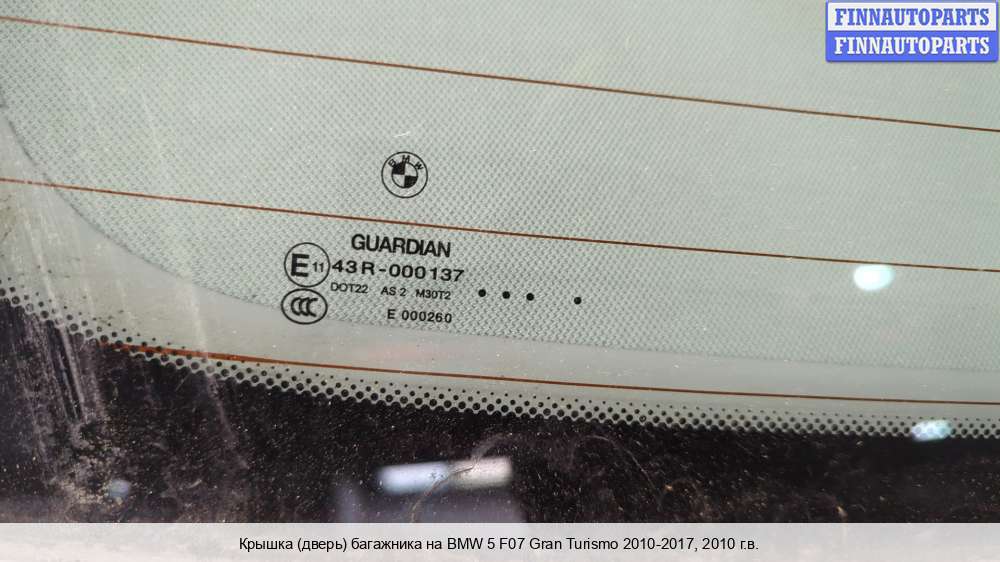 FINNAUTOPARTS
FINNAUTOPARTS
BMW
GUARDIAN
E 11 43R-000137
DOT22 AS 2 M30T2
CCC E 000260
Крышка (дверь) багажника на BMW 5 F07 Gran Turismo 2010-2017, 2010 г.в.